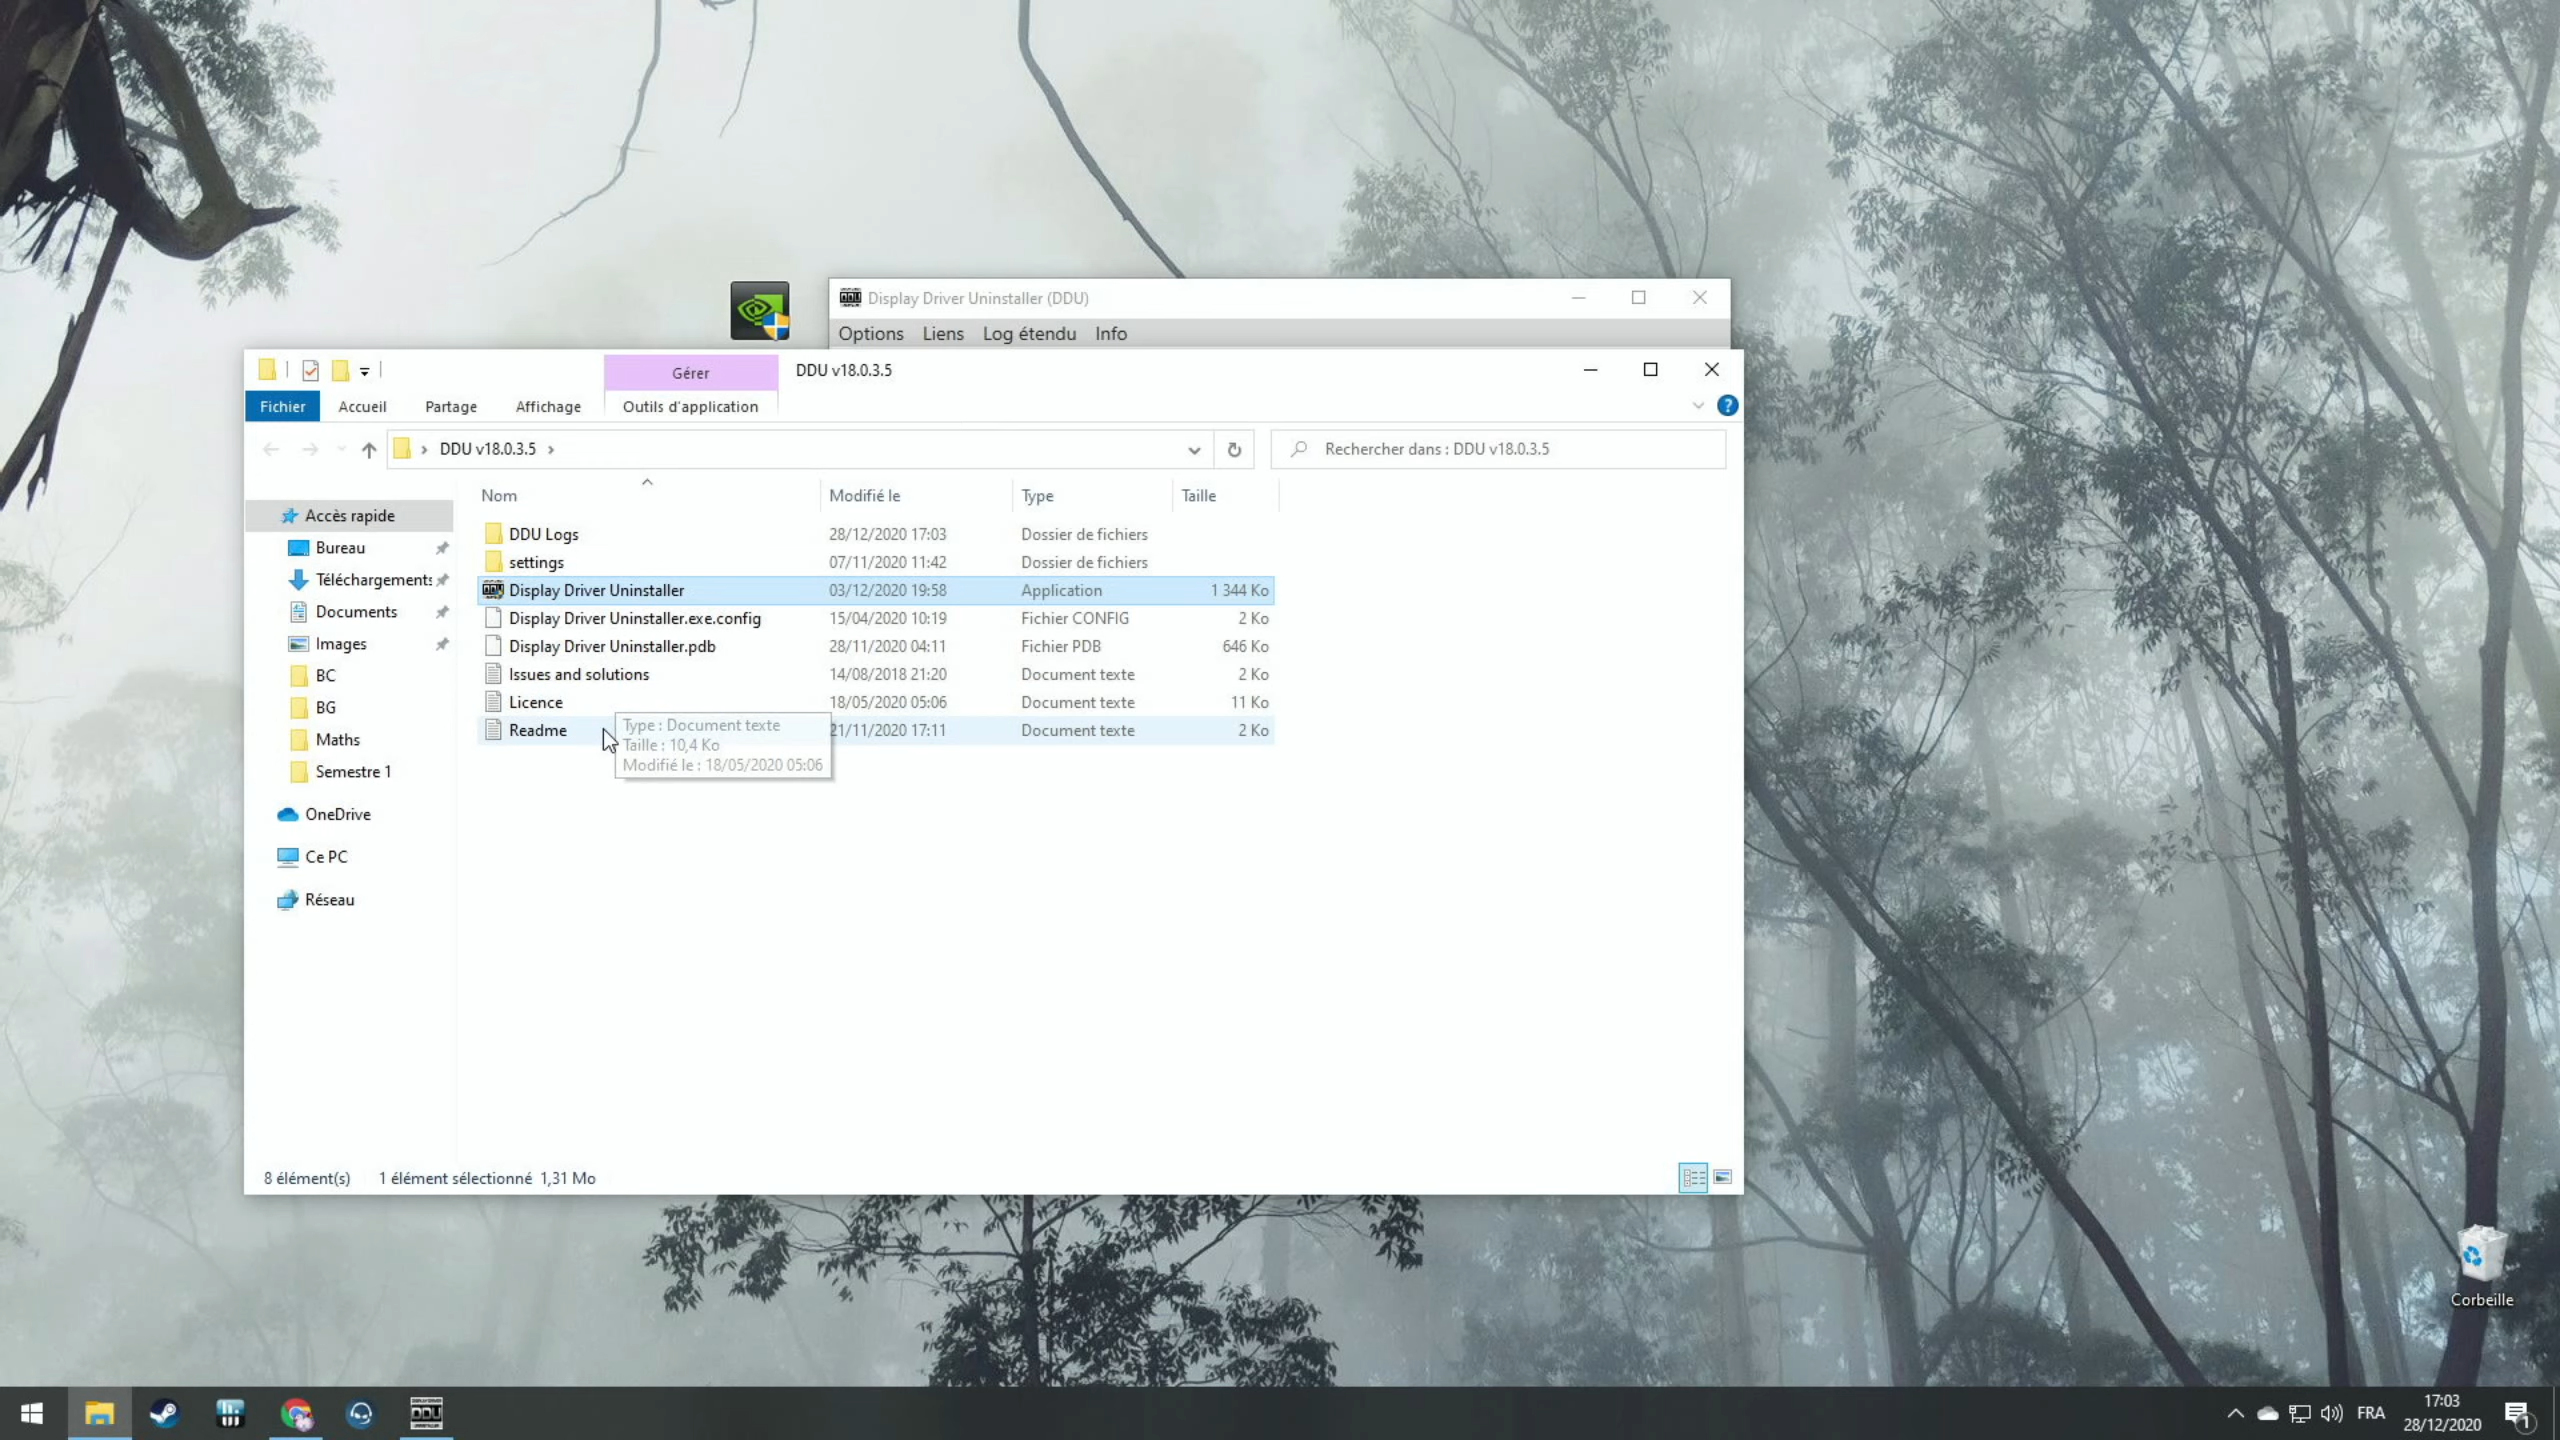 Display Driver Uninstaller (DDU)
Options Liens Log étendu Info
Gérer DDU v18.0.3.5
Fichier Accueil Partage Affichage Outils d'application
DDU v18.0.3.5 Rechercher dans : DDU v18.0.3.5
Nom Modifié le Type Taille
Accès rapide
Bureau
Téléchargements
Documents
Images
BC
BG
Maths
Semestre 1
OneDrive
Ce PC
Réseau
DDU Logs 28/12/2020 17:03 Dossier de fichiers
settings 07/11/2020 11:42 Dossier de fichiers
Display Driver Uninstaller 03/12/2020 19:58 Application 1 344 Ko
Display Driver Uninstaller.exe.config 15/04/2020 10:19 Fichier CONFIG 2 Ko
Display Driver Uninstaller.pdb 28/11/2020 04:11 Fichier PDB 646 Ko
Issues and solutions 14/08/2018 21:20 Document texte 2 Ko
Licence 18/05/2020 05:06 Document texte 11 Ko
Readme 21/11/2020 17:11 Document texte 2 Ko
Type : Document texte
Taille : 10,4 Ko
Modifié le : 18/05/2020 05:06
8 élément(s) 1 élément sélectionné 1,31 Mo
Corbeille
DDU
FRA
17:03
28/12/2020
1